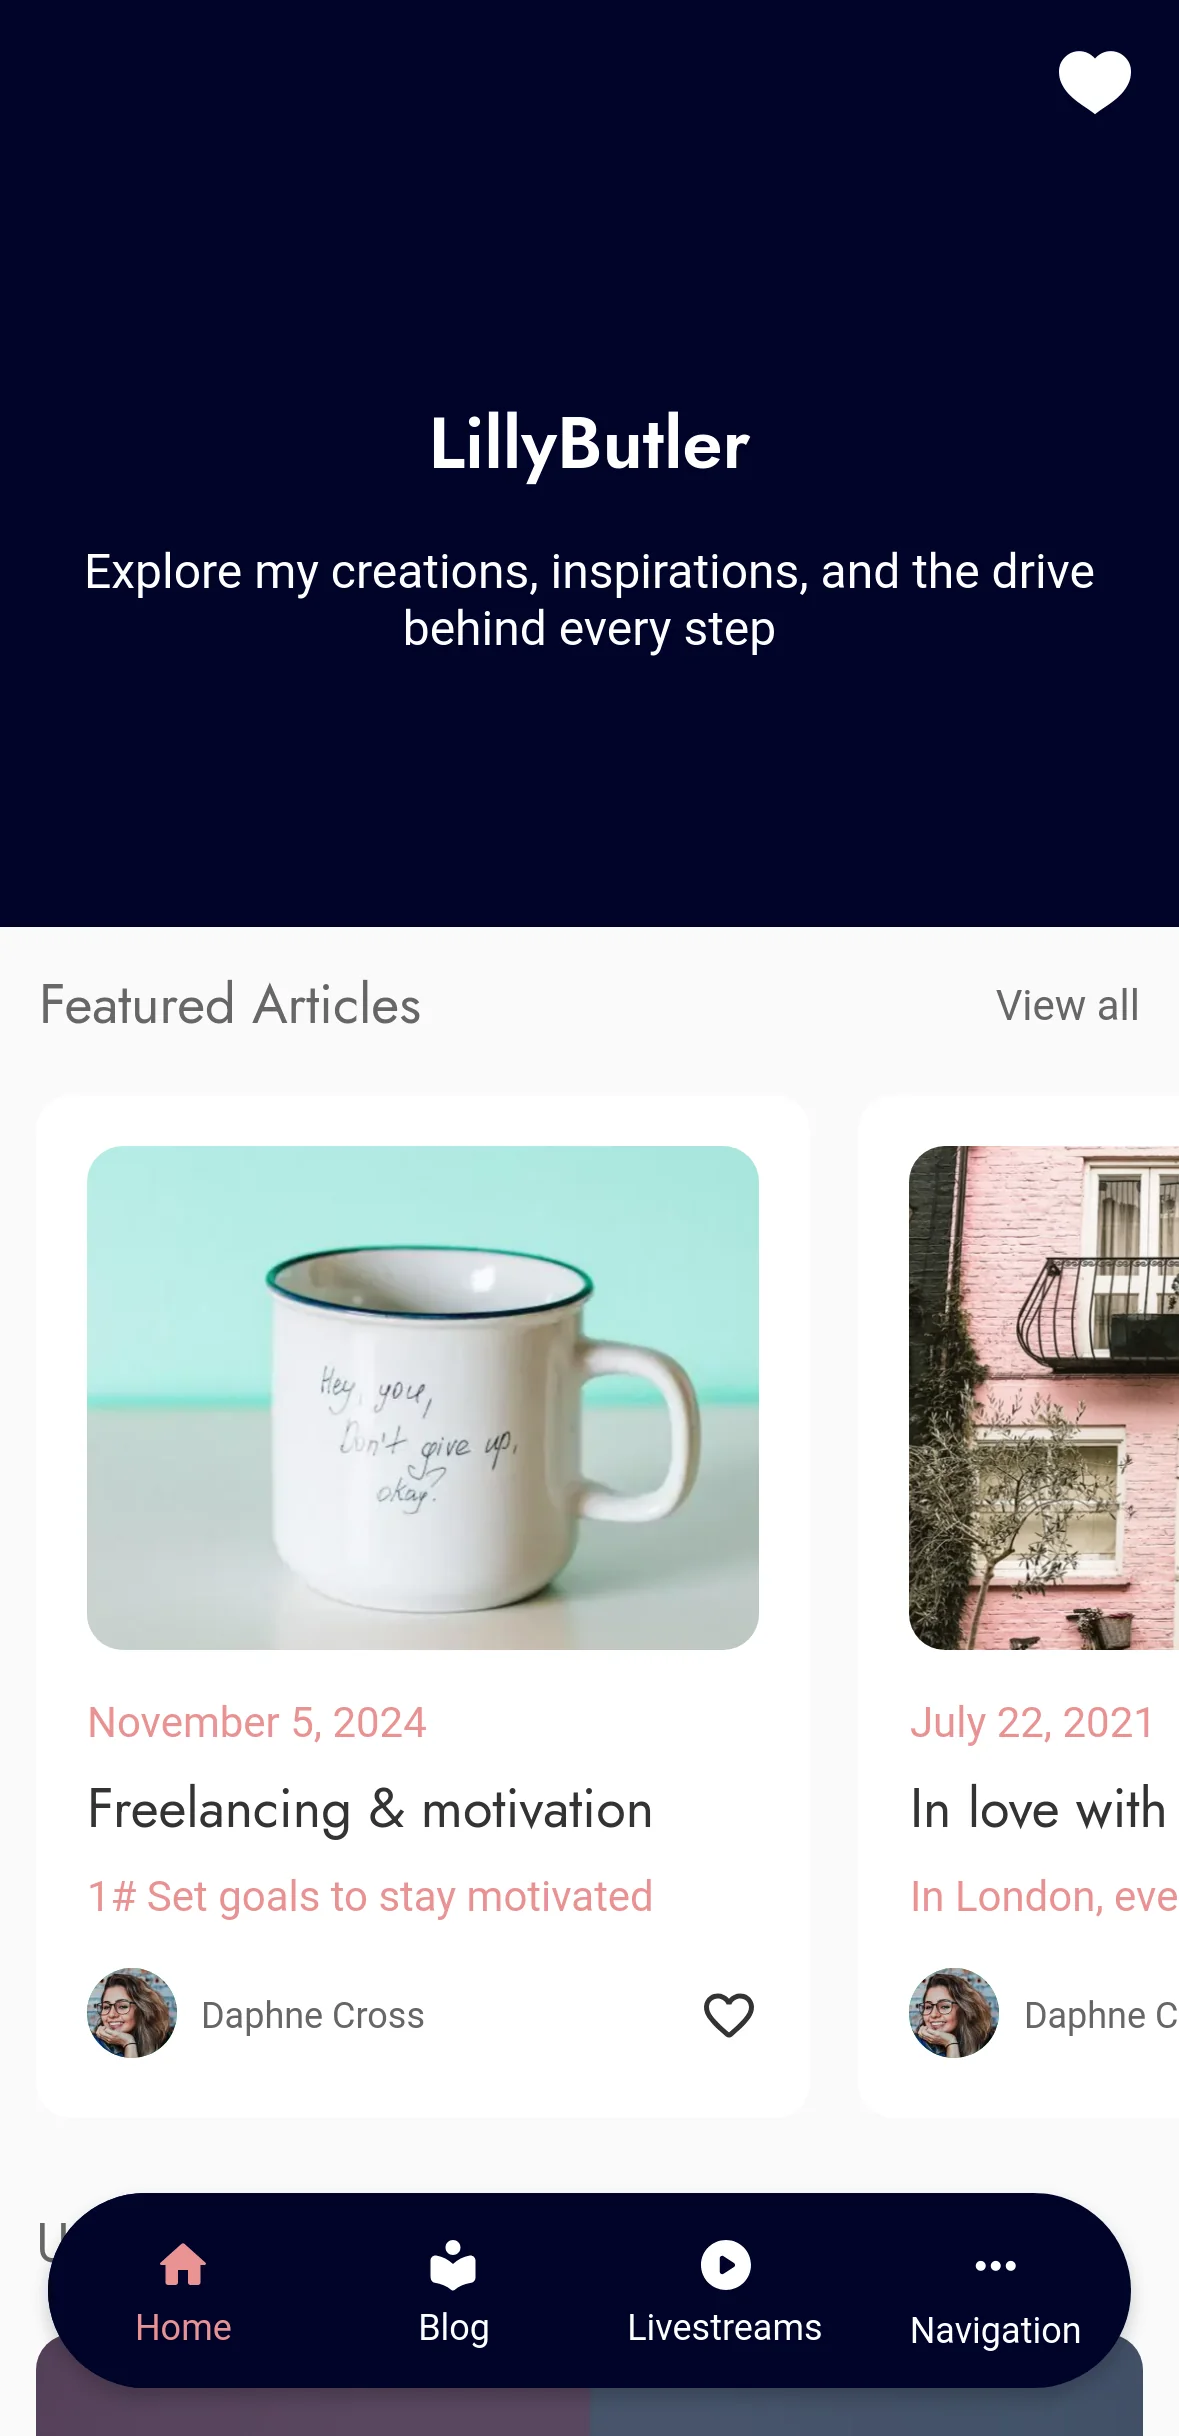 LillyButler
Explore my creations, inspirations, and the drive
behind every step
Featured Articles
View all
Hey, you,
Don't give up,
okay?
November 5, 2024
Freelancing & motivation
1# Set goals to stay motivated
Daphne Cross
July 22, 2021
In love with
In London,
Daphne
Home
Blog
Livestreams
Navigation